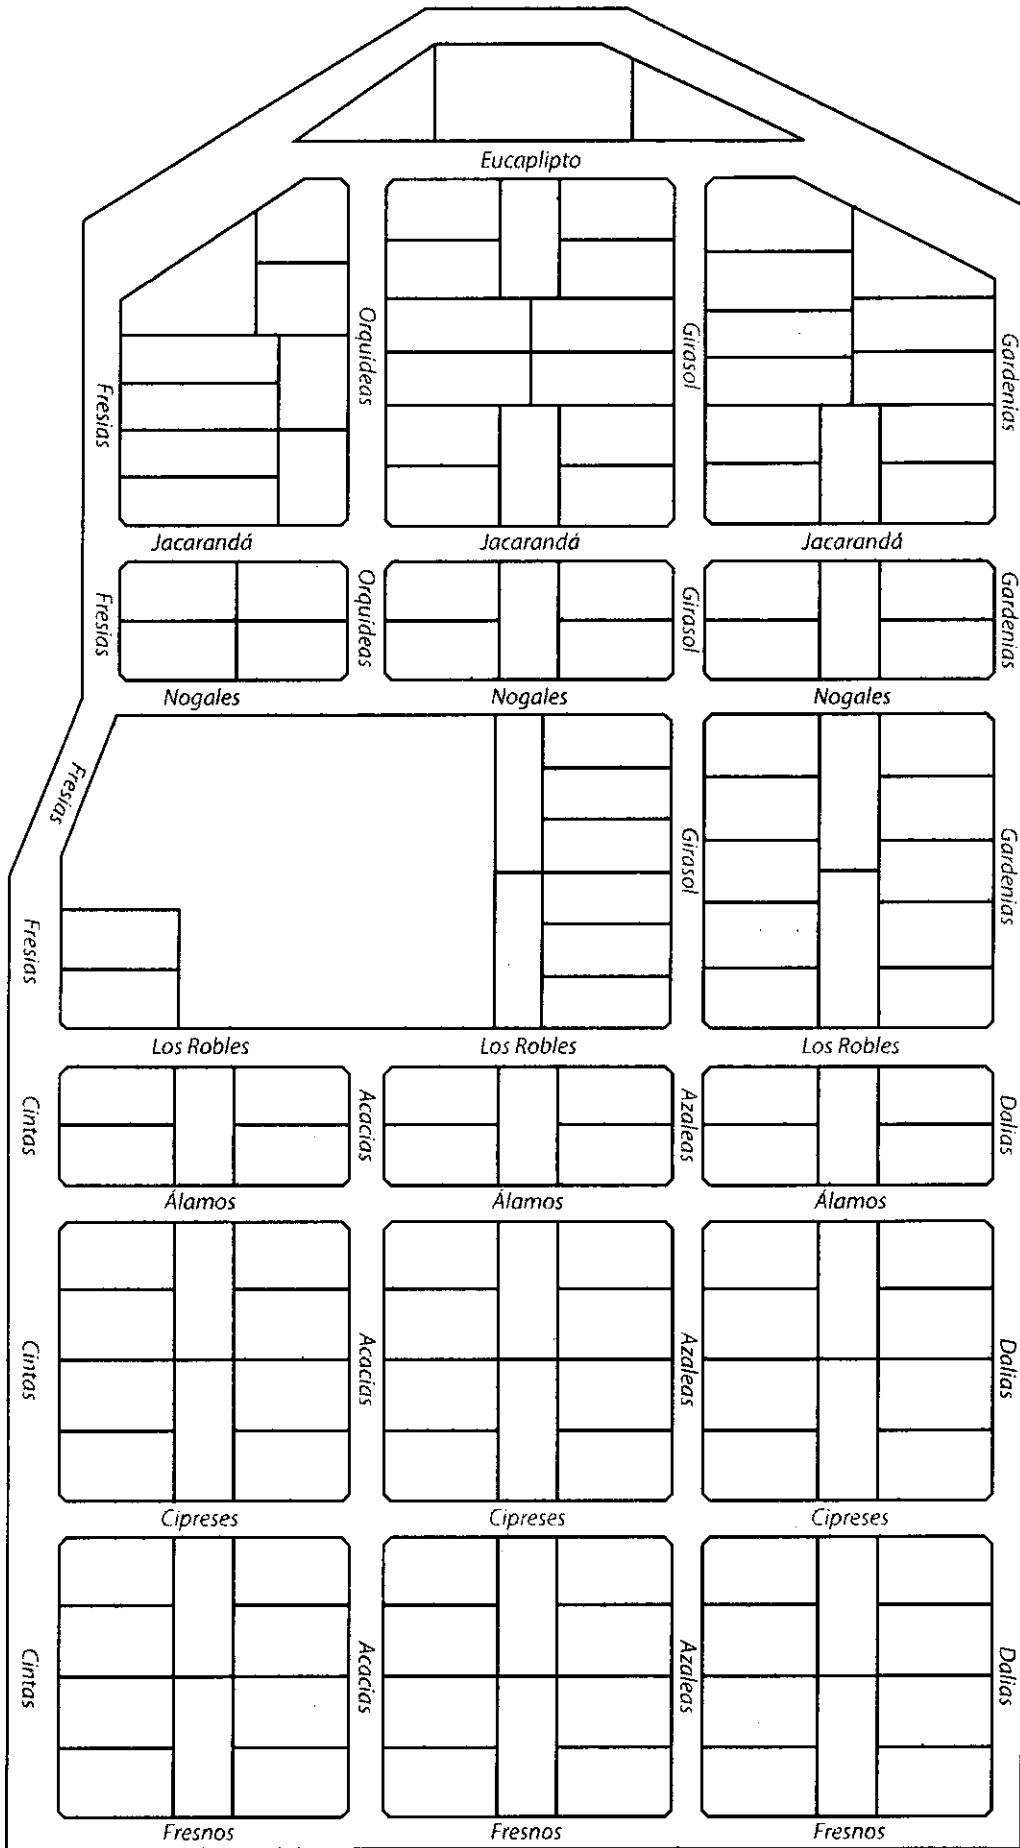 Eucaplipto
Orquídeas
Girasol
Gardenias
Fresias
Jacarandá
Jacarandá
Jacarandá
Fresias
Orquídeas
Girasol
Gardenias
Nogales
Nogales
Nogales
Fresias
Girasol
Gardenias
Fresias
Los Robles
Los Robles
Los Robles
Cintas
Acacias
Azaleas
Dalias
Álamos
Álamos
Álamos
Cintas
Acacias
Azaleas
Dalias
Cipreses
Cipreses
Cipreses
Cintas
Acacias
Azaleas
Dalias
Fresnos
Fresnos
Fresnos